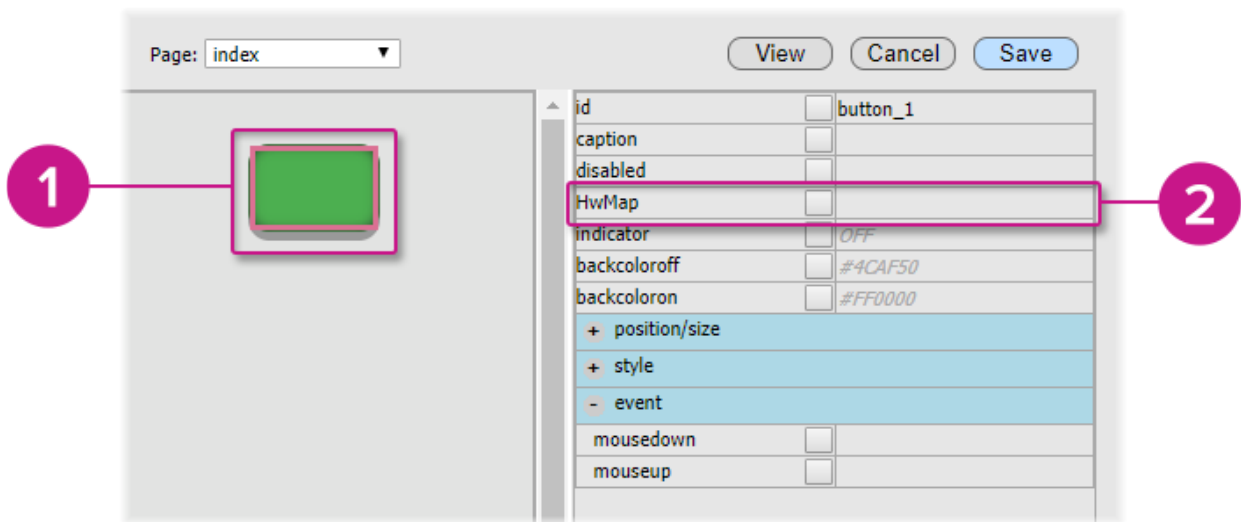 Page: index ▼ View Cancel Save
id button_1
caption
disabled
1 HwMap 2
indicator OFF
backcoloroff #4CAF50
backcoloron #FF0000
+ position/size
+ style
- event
mousedown
mouseup